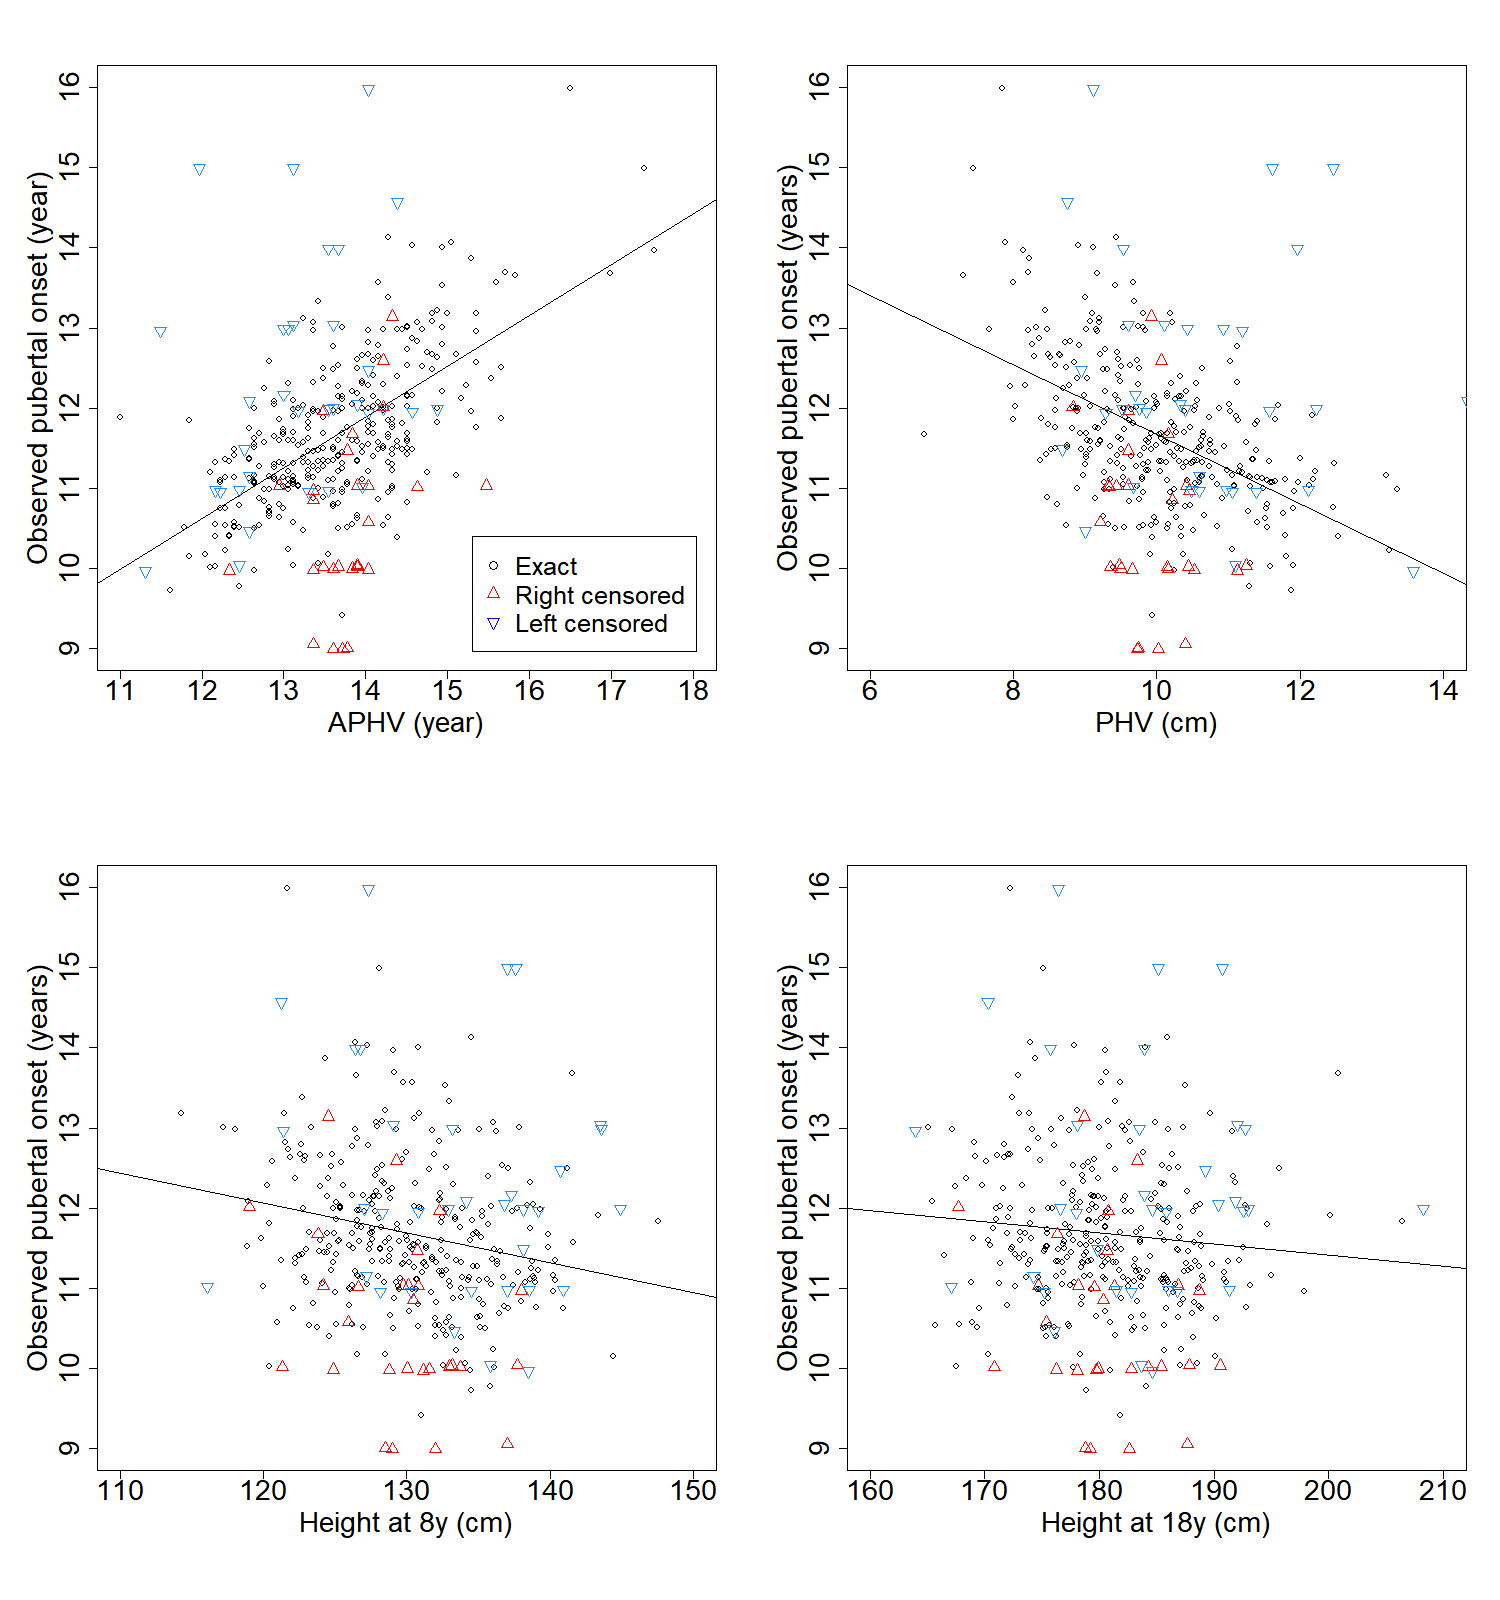 16
15
14
13
12
11
10
9
Observed pubertal onset (year)
Exact
Right censored
Left censored
11 12 13 14 15 16 17 18
APHV (year)
16
15
14
13
12
11
10
9
Observed pubertal onset (years)
6 8 10 12 14
PHV (cm)
16
15
14
13
12
11
10
9
Observed pubertal onset (years)
110 120 130 140 150
Height at 8y (cm)
16
15
14
13
12
11
10
9
Observed pubertal onset (years)
160 170 180 190 200 210
Height at 18y (cm)